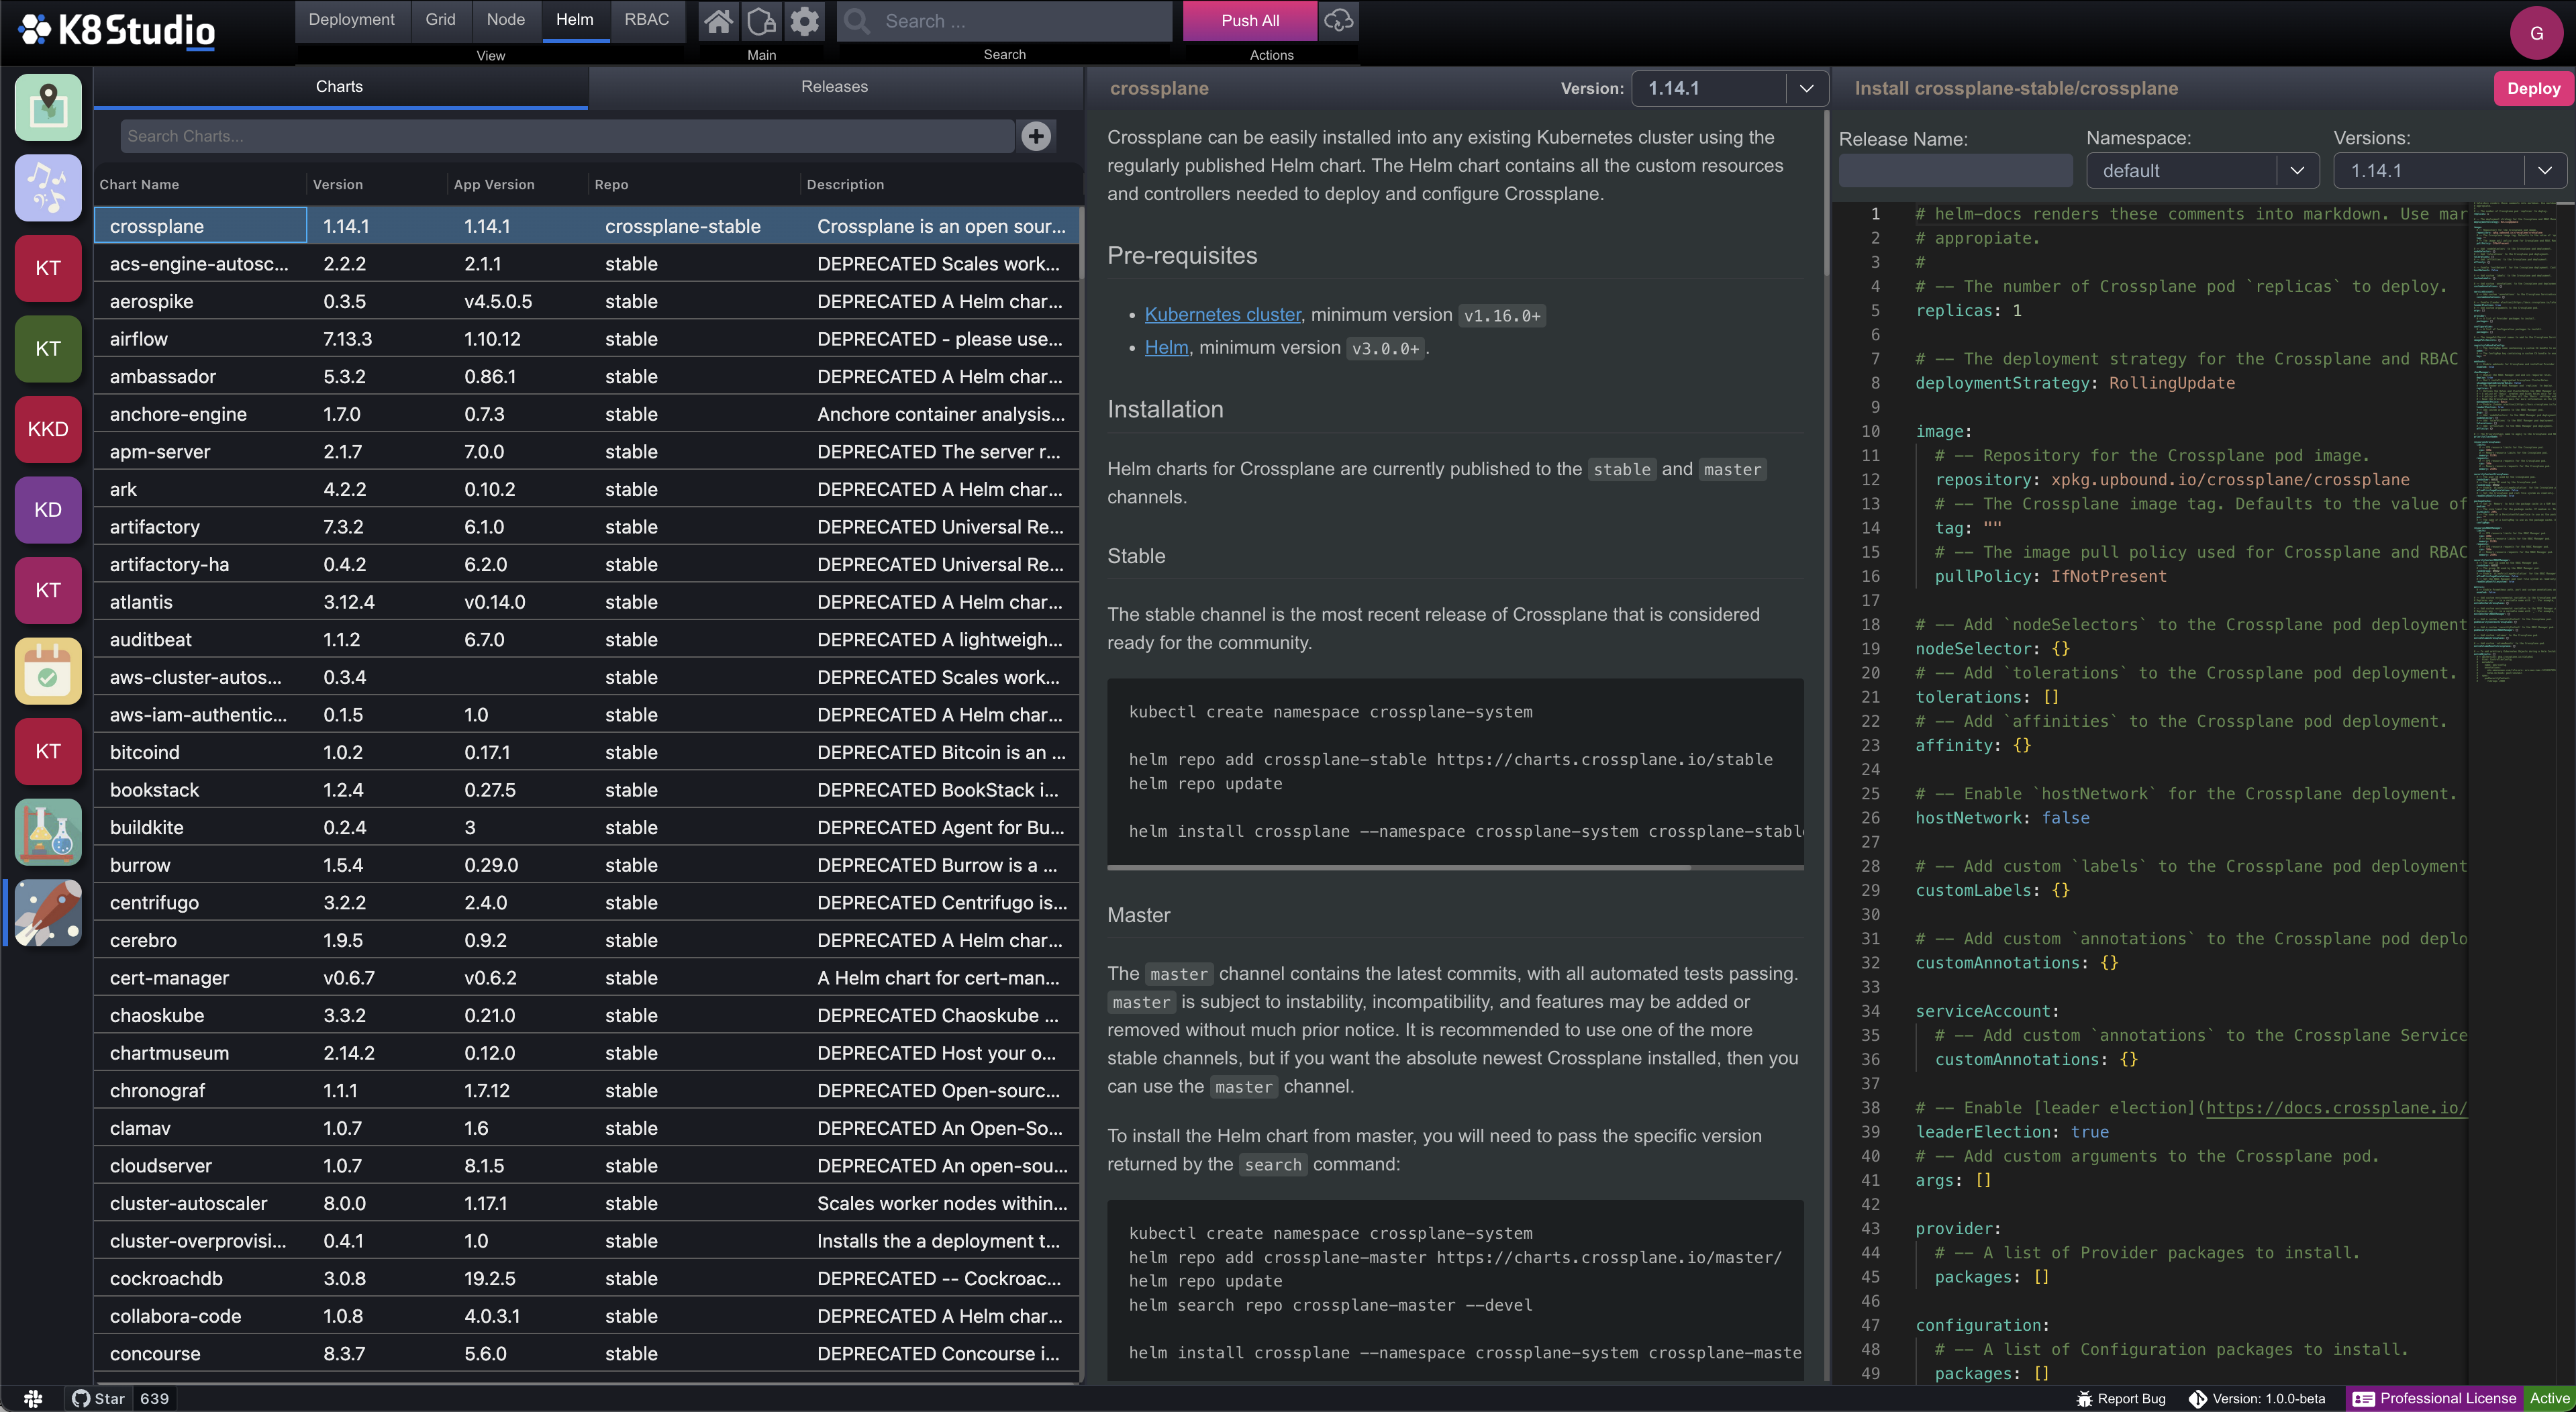 K8Studio
Deployment Grid Node Helm RBAC
View
Main
Search ...
Search
Push All
Actions
G
KT
KT
KKD
KD
KT
KT
Charts Releases
Search Charts...
Chart Name Version App Version Repo Description
crossplane 1.14.1 1.14.1 crossplane-stable Crossplane is an open sour...
acs-engine-autosc... 2.2.2 2.1.1 stable DEPRECATED Scales work...
aerospike 0.3.5 v4.5.0.5 stable DEPRECATED A Helm char...
airflow 7.13.3 1.10.12 stable DEPRECATED - please use...
ambassador 5.3.2 0.86.1 stable DEPRECATED A Helm char...
anchore-engine 1.7.0 0.7.3 stable Anchore container analysis...
apm-server 2.1.7 7.0.0 stable DEPRECATED The server r...
ark 4.2.2 0.10.2 stable DEPRECATED A Helm char...
artifactory 7.3.2 6.1.0 stable DEPRECATED Universal Re...
artifactory-ha 0.4.2 6.2.0 stable DEPRECATED Universal Re...
atlantis 3.12.4 v0.14.0 stable DEPRECATED A Helm char...
auditbeat 1.1.2 6.7.0 stable DEPRECATED A lightweigh...
aws-cluster-autos... 0.3.4 stable DEPRECATED Scales work...
aws-iam-authentic... 0.1.5 1.0 stable DEPRECATED A Helm char...
bitcoind 1.0.2 0.17.1 stable DEPRECATED Bitcoin is an ...
bookstack 1.2.4 0.27.5 stable DEPRECATED BookStack i...
buildkite 0.2.4 3 stable DEPRECATED Agent for Bu...
burrow 1.5.4 0.29.0 stable DEPRECATED Burrow is a ...
centrifugo 3.2.2 2.4.0 stable DEPRECATED Centrifugo is...
cerebro 1.9.5 0.9.2 stable DEPRECATED A Helm char...
cert-manager v0.6.7 v0.6.2 stable A Helm chart for cert-man...
chaoskube 3.3.2 0.21.0 stable DEPRECATED Chaoskube ...
chartmuseum 2.14.2 0.12.0 stable DEPRECATED Host your o...
chronograf 1.1.1 1.7.12 stable DEPRECATED Open-sourc...
clamav 1.0.7 1.6 stable DEPRECATED An Open-So...
cloudserver 1.0.7 8.1.5 stable DEPRECATED An open-sou...
cluster-autoscaler 8.0.0 1.17.1 stable Scales worker nodes within...
cluster-overprovisi... 0.4.1 1.0 stable Installs the a deployment t...
cockroachdb 3.0.8 19.2.5 stable DEPRECATED -- Cockroac...
collabora-code 1.0.8 4.0.3.1 stable DEPRECATED A Helm char...
concourse 8.3.7 5.6.0 stable DEPRECATED Concourse i...
crossplane Version: 1.14.1
Crossplane can be easily installed into any existing Kubernetes cluster using the
regularly published Helm chart. The Helm chart contains all the custom resources
and controllers needed to deploy and configure Crossplane.
Pre-requisites
• Kubernetes cluster, minimum version v1.16.0+
• Helm, minimum version v3.0.0+.
Installation
Helm charts for Crossplane are currently published to the stable and master
channels.
Stable
The stable channel is the most recent release of Crossplane that is considered
ready for the community.
kubectl create namespace crossplane-system
helm repo add crossplane-stable https://charts.crossplane.io/stable
helm repo update
helm install crossplane --namespace crossplane-system crossplane-stabl
Master
The master channel contains the latest commits, with all automated tests passing.
master is subject to instability, incompatibility, and features may be added or
removed without much prior notice. It is recommended to use one of the more
stable channels, but if you want the absolute newest Crossplane installed, then you
can use the master channel.
To install the Helm chart from master, you will need to pass the specific version
returned by the search command:
kubectl create namespace crossplane-system
helm repo add crossplane-master https://charts.crossplane.io/master/
helm repo update
helm search repo crossplane-master --devel
helm install crossplane --namespace crossplane-system crossplane-maste
Install crossplane-stable/crossplane Deploy
Release Name: Namespace: Versions:
default 1.14.1
1 # helm-docs renders these comments into markdown. Use mar
2 # appropiate.
3 #
4 # -- The number of Crossplane pod `replicas` to deploy.
5 replicas: 1
6
7 # -- The deployment strategy for the Crossplane and RBAC
8 deploymentStrategy: RollingUpdate
9
10 image:
11 # -- Repository for the Crossplane pod image.
12 repository: xpkg.upbound.io/crossplane/crossplane
13 # -- The Crossplane image tag. Defaults to the value of
14 tag: ""
15 # -- The image pull policy used for Crossplane and RBAC
16 pullPolicy: IfNotPresent
17
18 # -- Add `nodeSelectors` to the Crossplane pod deployment
19 nodeSelector: {}
20 # -- Add `tolerations` to the Crossplane pod deployment.
21 tolerations: []
22 # -- Add `affinities` to the Crossplane pod deployment.
23 affinity: {}
24
25 # -- Enable `hostNetwork` for the Crossplane deployment.
26 hostNetwork: false
27
28 # -- Add custom `labels` to the Crossplane pod deployment
29 customLabels: {}
30
31 # -- Add custom `annotations` to the Crossplane pod deplo
32 customAnnotations: {}
33
34 serviceAccount:
35 # -- Add custom `annotations` to the Crossplane Service
36 customAnnotations: {}
37
38 # -- Enable [leader election](https://docs.crossplane.io/
39 leaderElection: true
40 # -- Add custom arguments to the Crossplane pod.
41 args: []
42
43 provider:
44 # -- A list of Provider packages to install.
45 packages: []
46
47 configuration:
48 # -- A list of Configuration packages to install.
49 packages: []
Star 639
Report Bug Version: 1.0.0-beta Professional License Active